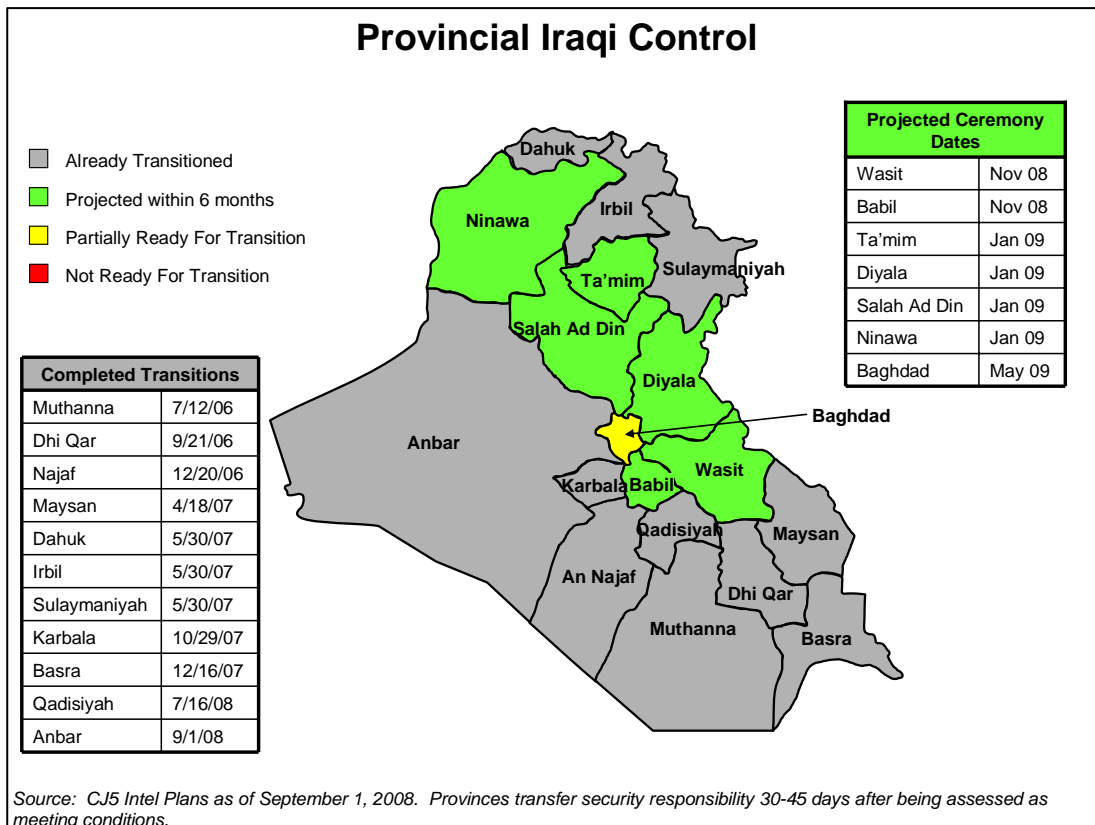 Provincial Iraqi Control
Already Transitioned
Projected within 6 months
Partially Ready For Transition
Not Ready For Transition
Projected Ceremony
Dates
Wasit Nov 08
Babil Nov 08
Ta’mim Jan 09
Diyala Jan 09
Salah Ad Din Jan 09
Ninawa Jan 09
Baghdad May 09
Completed Transitions
Muthanna 7/12/06
Dhi Qar 9/21/06
Najaf 12/20/06
Maysan 4/18/07
Dahuk 5/30/07
Irbil 5/30/07
Sulaymaniyah 5/30/07
Karbala 10/29/07
Basra 12/16/07
Qadisiyah 7/16/08
Anbar 9/1/08
Dahuk
Ninawa
Irbil
Sulaymaniyah
Ta’mim
Salah Ad Din
Diyala
Baghdad
Anbar
Wasit
Karbala
Babil
Qadisiyah
Maysan
An Najaf
Dhi Qar
Muthanna
Basra
Source: CJ5 Intel Plans as of September 1, 2008. Provinces transfer security responsibility 30-45 days after being assessed as
meeting conditions.